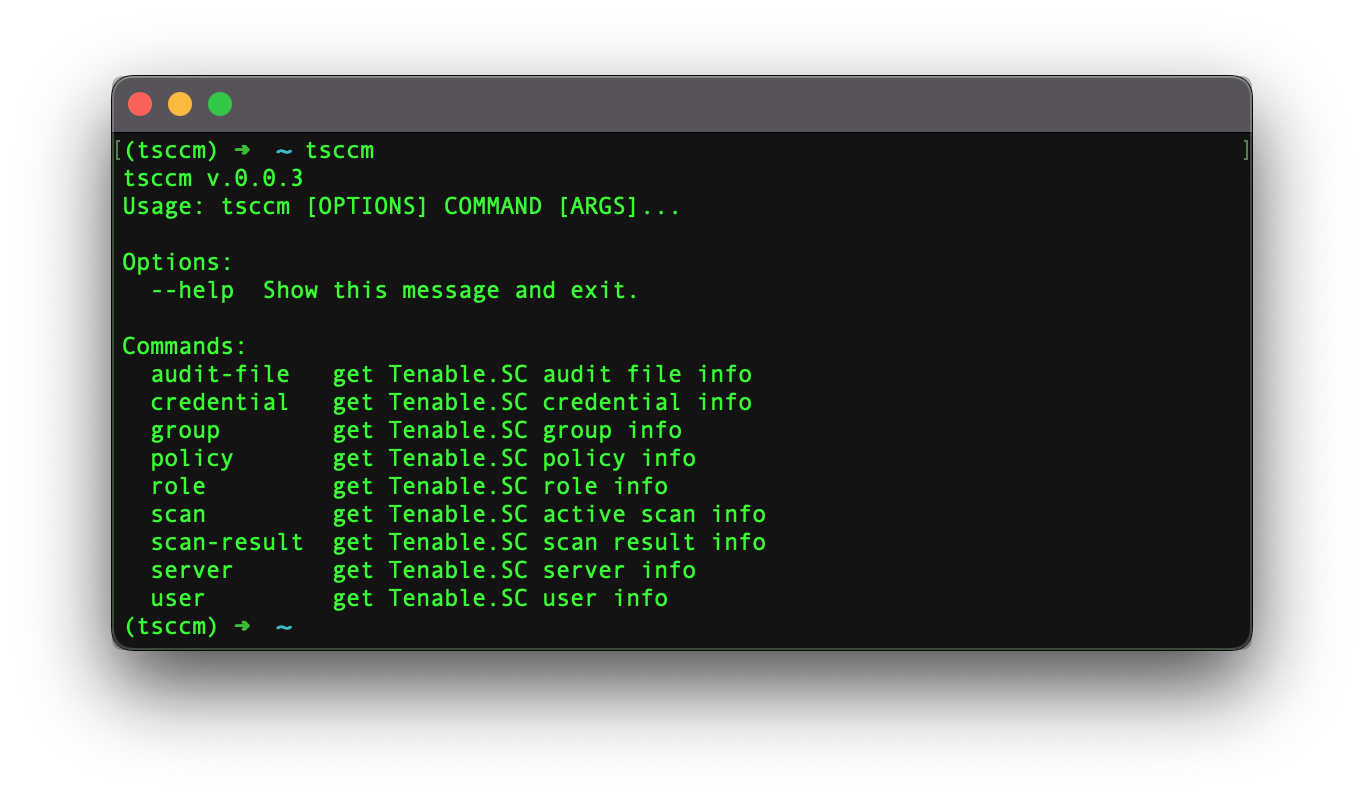 [(tsccm) ➜  ~ tsccm ]
tsccm v.0.0.3
Usage: tsccm [OPTIONS] COMMAND [ARGS]...

Options:
  --help  Show this message and exit.

Commands:
  audit-file   get Tenable.SC audit file info
  credential   get Tenable.SC credential info
  group        get Tenable.SC group info
  policy       get Tenable.SC policy info
  role         get Tenable.SC role info
  scan         get Tenable.SC active scan info
  scan-result  get Tenable.SC scan result info
  server       get Tenable.SC server info
  user         get Tenable.SC user info
(tsccm) ➜  ~